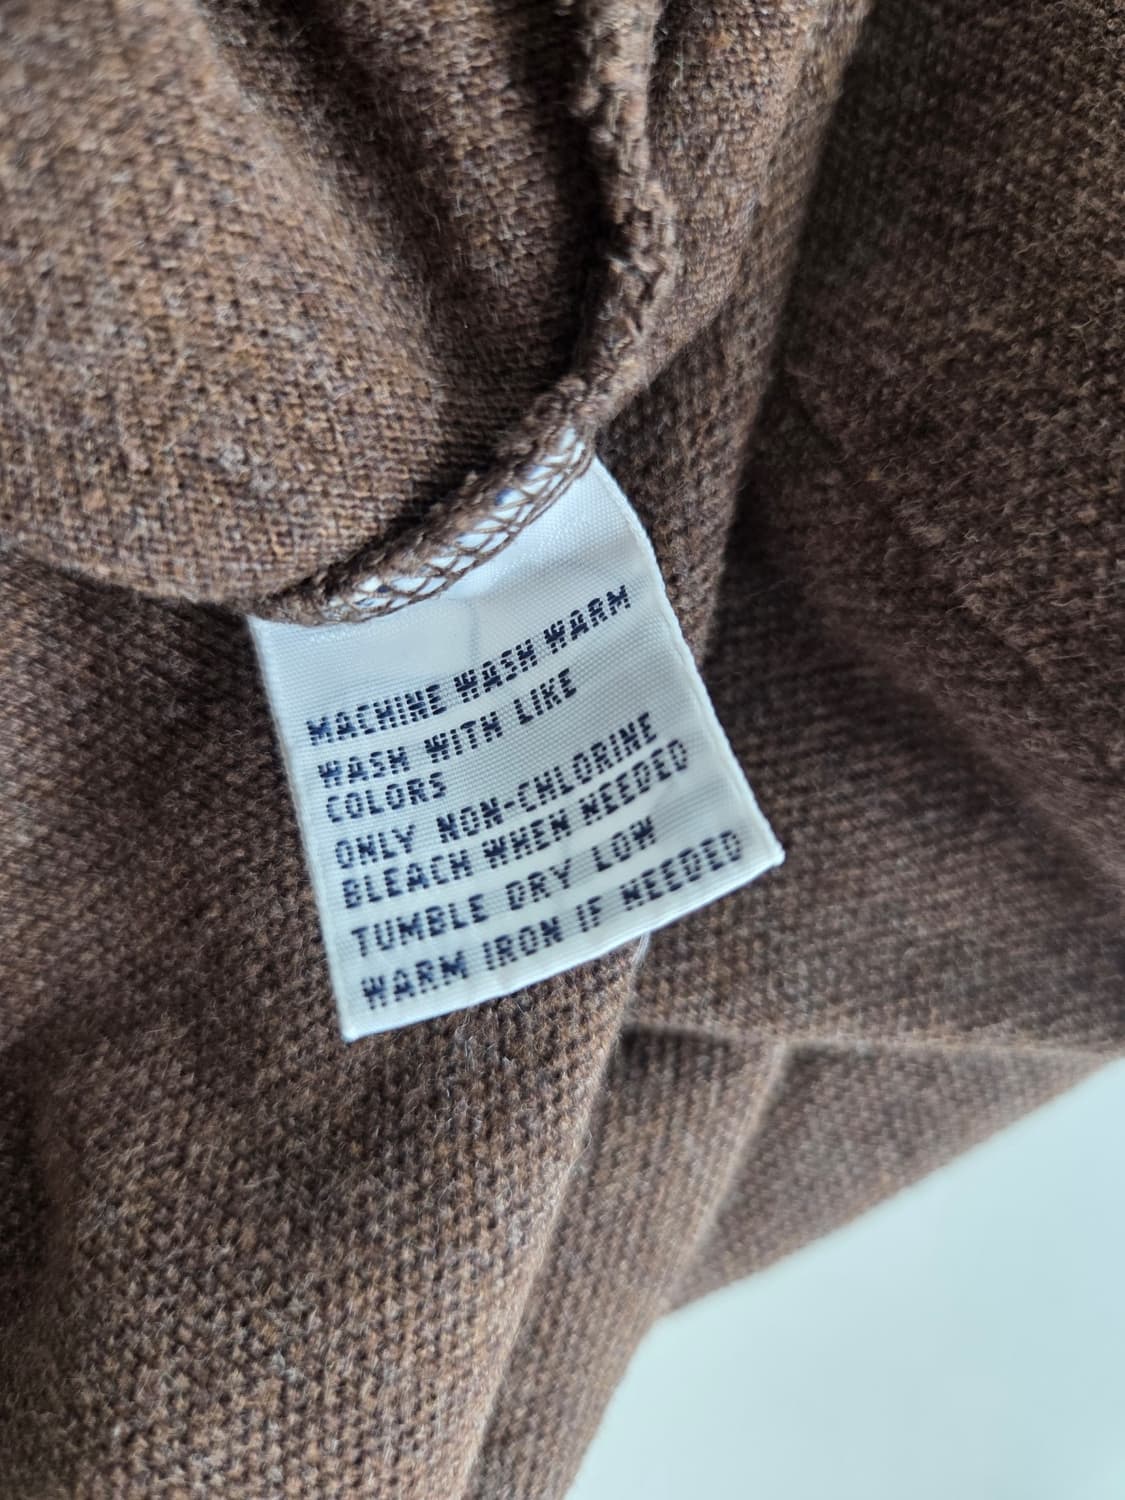 MACHINE WASH WARM
WASH WITH LIKE
COLORS
ONLY NON-CHLORINE
BLEACH WHEN NEEDED
TUMBLE DRY LOW
WARM IRON IF NEEDED